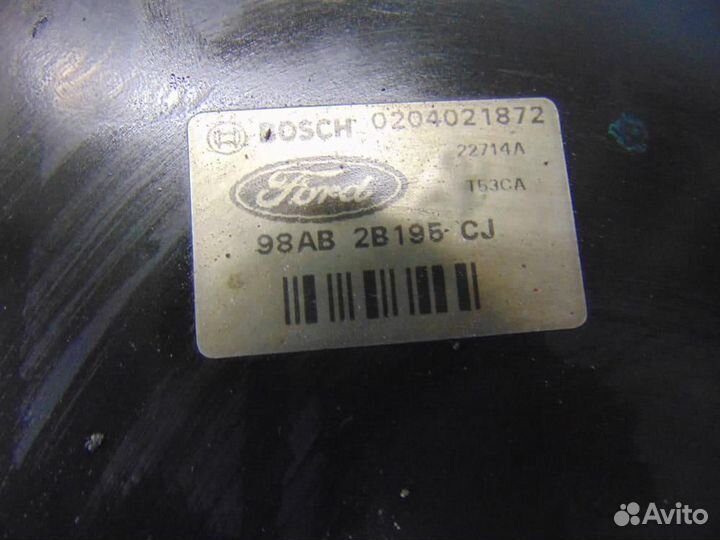 BOSCH 0204021872
22714A
Ford
T53CA
98AB 2B195 CJ
Avito